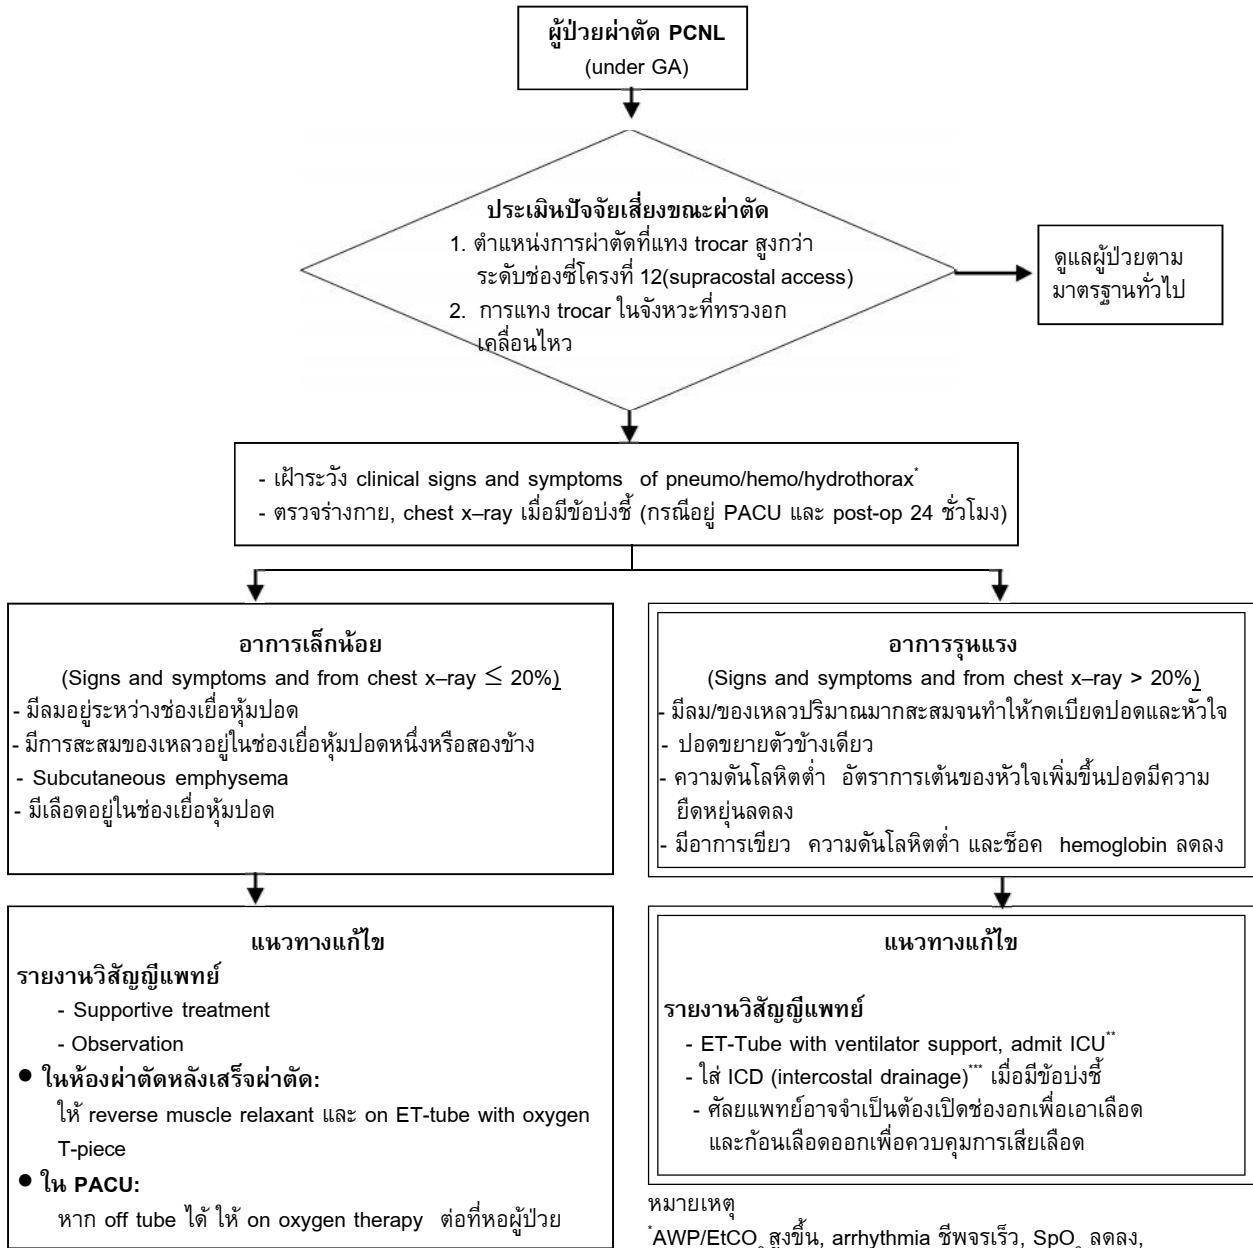 ผู้ป่วยผ่าตัด PCNL
(under GA)
ประเมินปัจจัยเสี่ยงขณะผ่าตัด
1. ตำแหน่งการผ่าตัดที่แทง trocar สูงกว่า
ระดับช่องซี่โครงที่ 12(supracostal access)
2. การแทง trocar ในจังหวะที่ทรวงอก
เคลื่อนไหว
ดูแลผู้ป่วยตาม
มาตรฐานทั่วไป
- เฝ้าระวัง clinical signs and symptoms of pneumo/hemo/hydrothorax*
- ตรวจร่างกาย, chest x–ray เมื่อมีข้อบ่งชี้ (กรณีอยู่ PACU และ post-op 24 ชั่วโมง)
อาการเล็กน้อย
(Signs and symptoms and from chest x–ray ≤ 20%)
- มีลมอยู่ระหว่างช่องเยื่อหุ้มปอด
- มีการสะสมของเหลวอยู่ในช่องเยื่อหุ้มปอดหนึ่งหรือสองข้าง
- Subcutaneous emphysema
- มีเลือดอยู่ในช่องเยื่อหุ้มปอด
อาการรุนแรง
(Signs and symptoms and from chest x–ray > 20%)
- มีลม/ของเหลวปริมาณมากสะสมจนทำให้กดเบียดปอดและหัวใจ
- ปอดขยายตัวข้างเดียว
- ความดันโลหิตต่ำ อัตราการเต้นของหัวใจเพิ่มขึ้นปอดมีความ
ยืดหยุ่นลดลง
- มีอาการเขียว ความดันโลหิตต่ำ และช็อค hemoglobin ลดลง
แนวทางแก้ไข
รายงานวิสัญญีแพทย์
- Supportive treatment
- Observation
● ในห้องผ่าตัดหลังเสร็จผ่าตัด:
ให้ reverse muscle relaxant และ on ET-tube with oxygen
T-piece
● ใน PACU:
หาก off tube ได้ ให้ on oxygen therapy ต่อที่หอผู้ป่วย
แนวทางแก้ไข
รายงานวิสัญญีแพทย์
- ET-Tube with ventilator support, admit ICU**
- ใส่ ICD (intercostal drainage)*** เมื่อมีข้อบ่งชี้
- ศัลยแพทย์อาจจำเป็นต้องเปิดช่องอกเพื่อเอาเลือด
และก้อนเลือดออกเพื่อควบคุมการเสียเลือด
หมายเหตุ
*AWP/EtCO2 สูงขึ้น, arrhythmia ชีพจรเร็ว, SpO2 ลดลง,